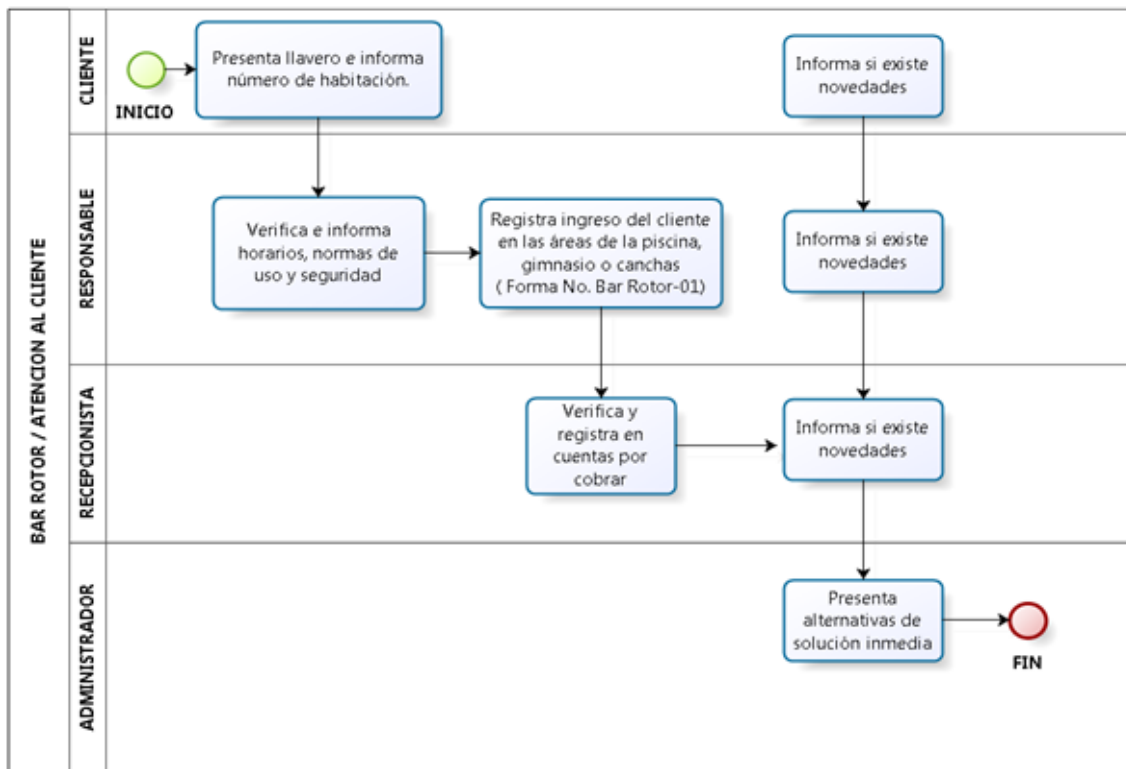 BAR ROTOR / ATENCION AL CLIENTE
CLIENTE
INICIO
Presenta llavero e informa
número de habitación.
Informa si existe
novedades
RESPONSABLE
Verifica e informa
horarios, normas de
uso y seguridad
Registra ingreso del cliente
en las áreas de la piscina,
gimnasio o canchas
( Forma No. Bar Rotor-01)
Informa si existe
novedades
RECEPCIONISTA
Verifica y
registra en
cuentas por
cobrar
Informa si existe
novedades
ADMINISTRADOR
Presenta
alternativas de
solución inmedia
FIN